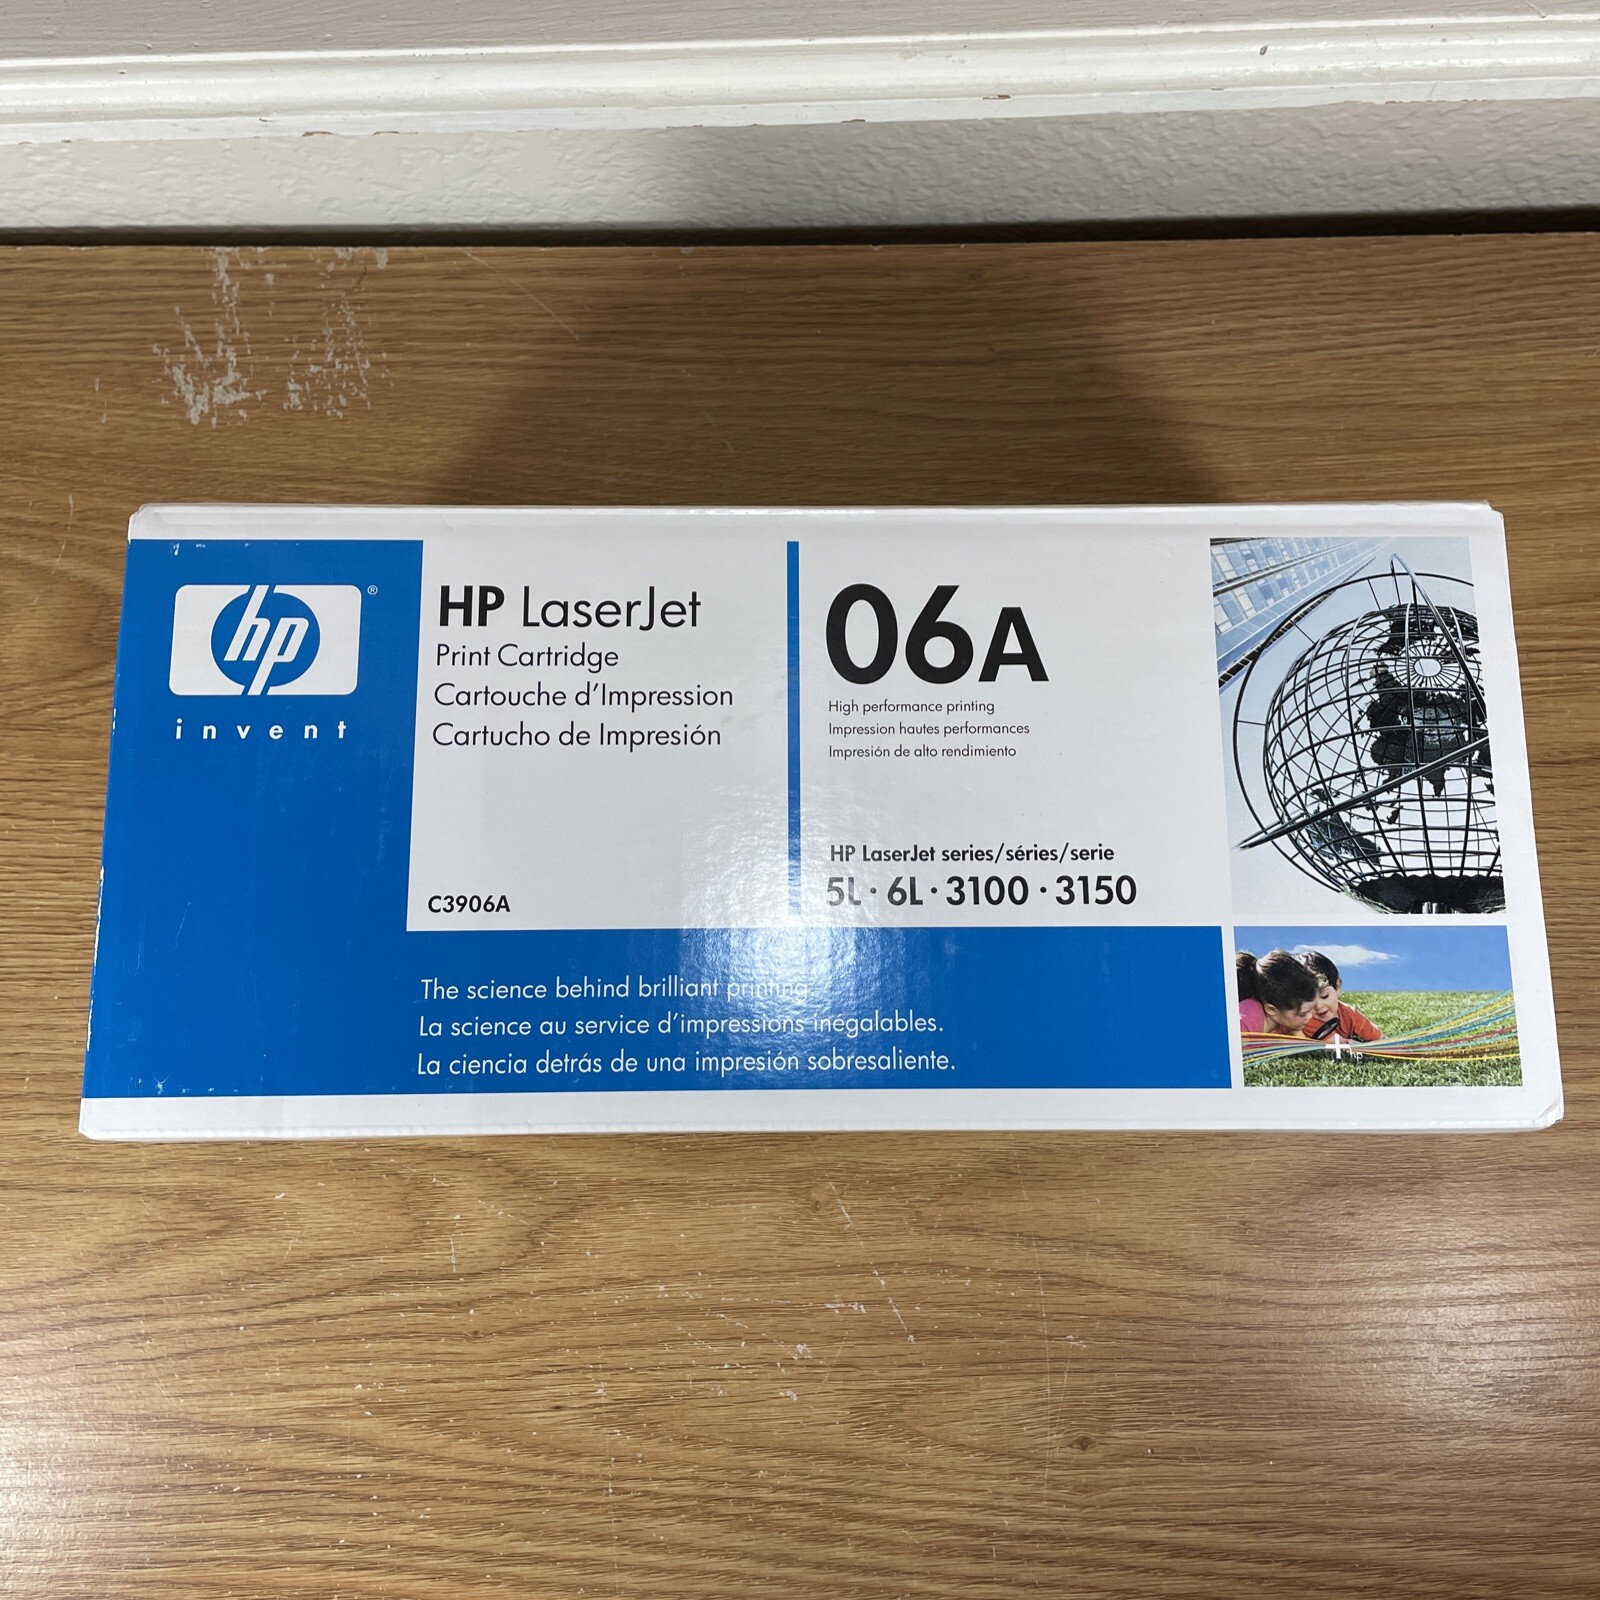 hp®
invent
HP LaserJet
Print Cartridge
Cartouche d'Impression
Cartucho de Impresión
C3906A
06A
High performance printing
Impression hautes performances
Impresión de alto rendimiento
HP LaserJet series/séries/serie
5L · 6L · 3100 · 3150
The science behind brilliant printing.
La science au service d'impressions inégalables.
La ciencia detrás de una impresión sobresaliente.
+ hp